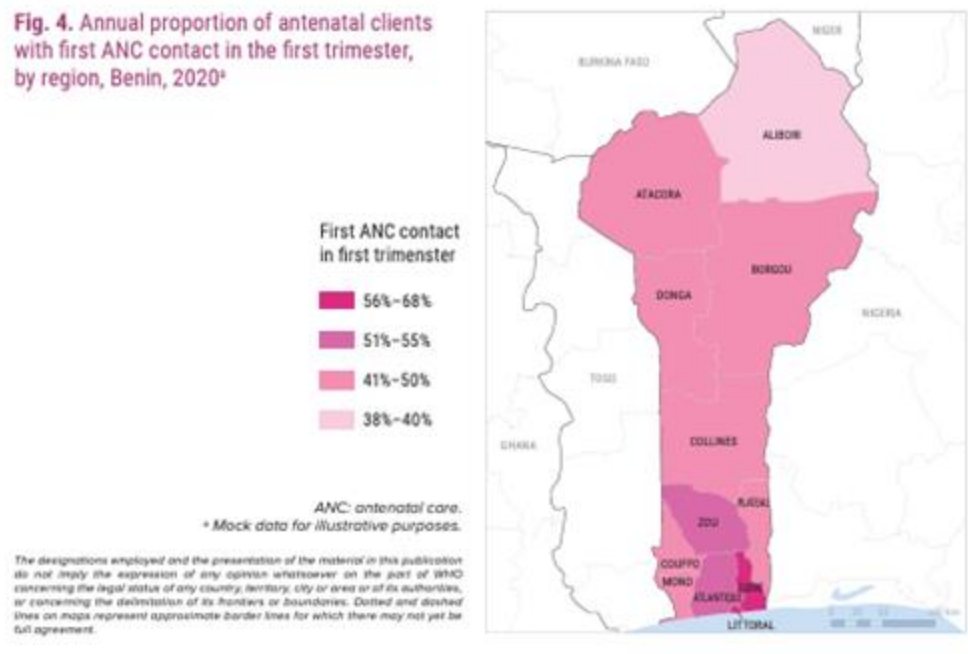 Fig. 4. Annual proportion of antenatal clients
with first ANC contact in the first trimester,
by region, Benin, 2020ᵃ
NIGER
BURKINA FASO
ALIBORI
ATACORA
First ANC contact
in first trimenster
BORGOU
DONGA
56%–68%
NIGERIA
51%–55%
41%–50%
TOGO
38%–40%
GHANA
COLLINES
PLATEAU
ANC: antenatal care.
ᵃ Mock data for illustrative purposes.
ZOU
The designations employed and the presentation of the material in this publication
do not imply the expression of any opinion whatsoever on the part of WHO
concerning the legal status of any country, territory, city or area or of its authorities,
or concerning the delimitation of its frontiers or boundaries. Dotted and dashed
lines on maps represent approximate border lines for which there may not yet be
full agreement.
COUFFO
MONO
ATLANTIQUE
LITTORAL